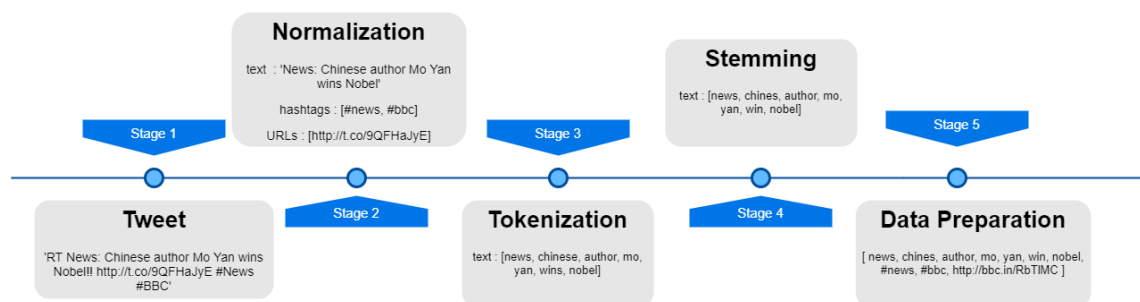 Normalization
text : 'News: Chinese author Mo Yan
wins Nobel'
hashtags : [#news, #bbc]
URLs : [http://t.co/9QFHaJyE]
Stemming
text : [news, chines, author, mo,
yan, win, nobel]
Stage 1
Stage 3
Stage 5
Stage 2
Stage 4
Tweet
'RT News: Chinese author Mo Yan wins
Nobel!! http://t.co/9QFHaJyE #News
#BBC'
Tokenization
text : [news, chinese, author, mo,
yan, wins, nobel]
Data Preparation
[ news, chines, author, mo, yan, win, nobel,
#news, #bbc, http://bbc.in/RbTIMC ]